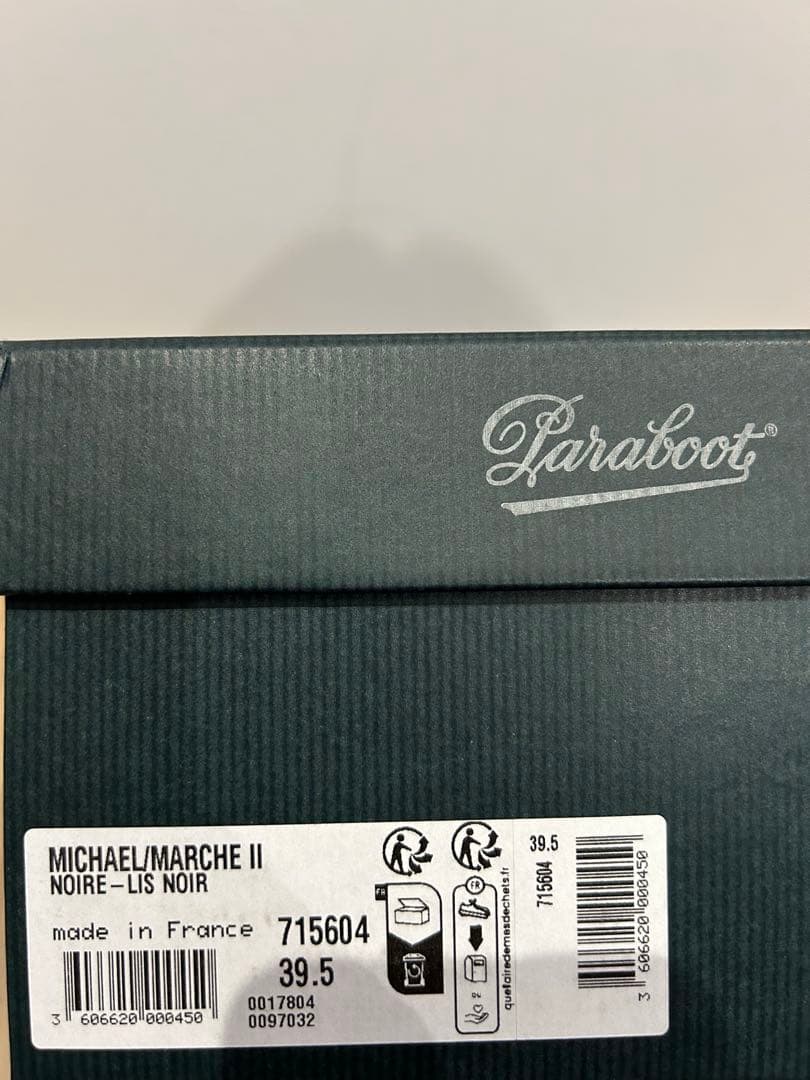 Paraboot®
MICHAEL/MARCHE II
NOIRE-LIS NOIR
made in France
715604
39.5
0017804
0097032
3 606620 000450
FR
FR
quefairedemesdechets.fr
39.5
715604
3 606620 000450